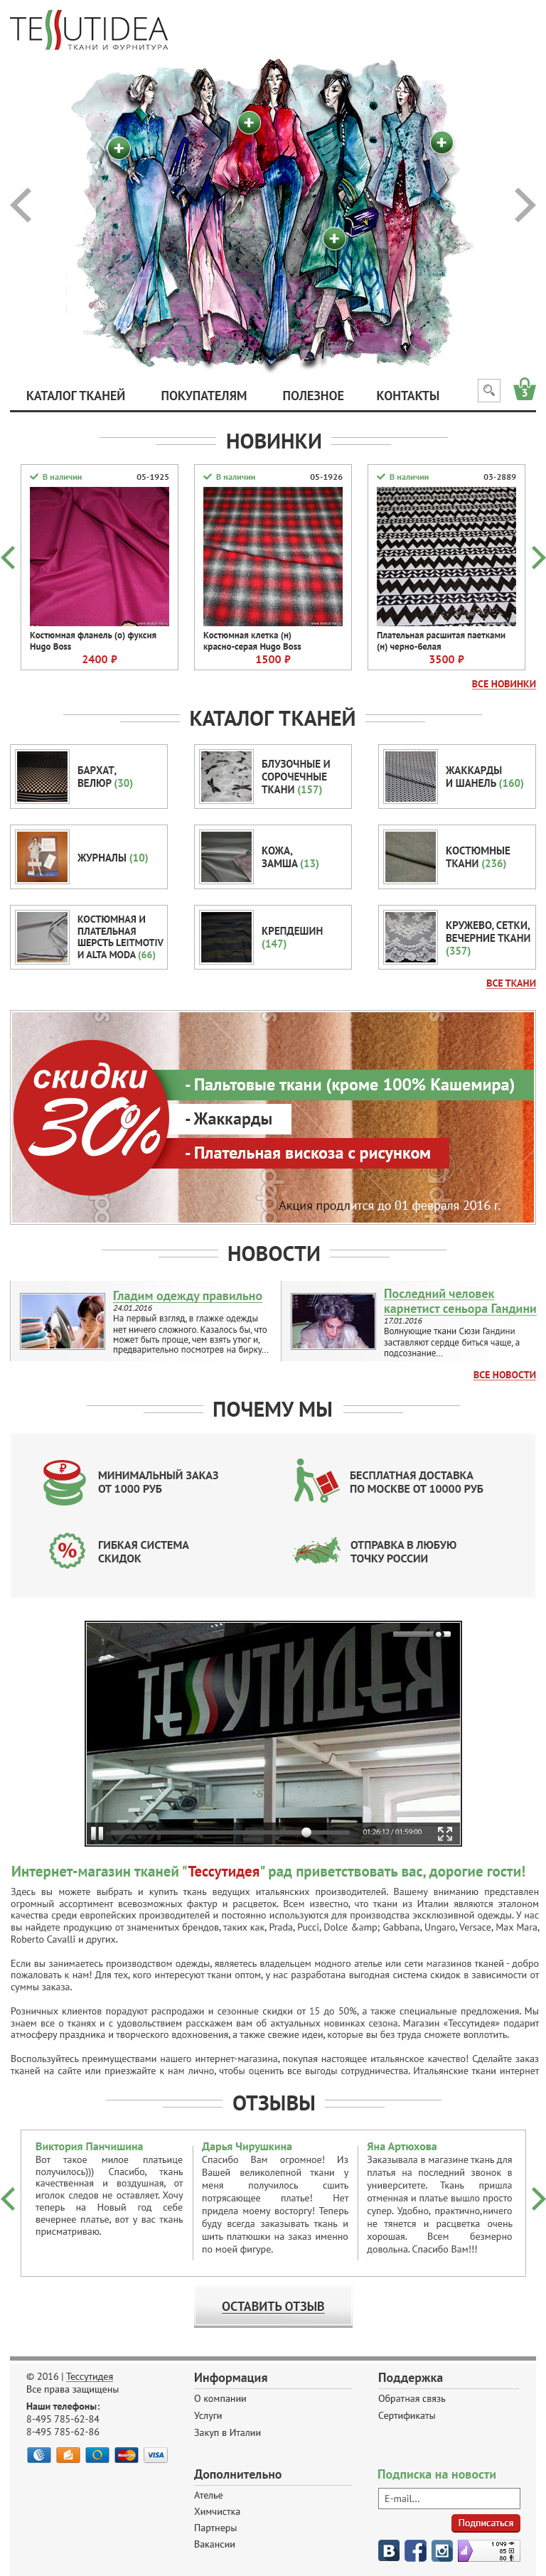 TESSUTIDEA
ТКАНИ И ФУРНИТУРА
КАТАЛОГ ТКАНЕЙ
ПОКУПАТЕЛЯМ
ПОЛЕЗНОЕ
КОНТАКТЫ
3
НОВИНКИ
В наличии 05-1925
Костюмная фланель (о) фуксия
Hugo Boss
2400 ₽
В наличии 05-1926
Костюмная клетка (н)
красно-серая Hugo Boss
1500 ₽
В наличии 03-2889
Плательная расшитая паетками
(н) черно-белая
3500 ₽
ВСЕ НОВИНКИ
КАТАЛОГ ТКАНЕЙ
БАРХАТ,
ВЕЛЮР (30)
БЛУЗОЧНЫЕ И
СОРОЧЕЧНЫЕ
ТКАНИ (157)
ЖАККАРДЫ
И ШАНЕЛЬ (160)
ЖУРНАЛЫ (10)
КОЖА,
ЗАМША (13)
КОСТЮМНЫЕ
ТКАНИ (236)
КОСТЮМНАЯ И
ПЛАТЕЛЬНАЯ
ШЕРСТЬ LEITMOTIV
И ALTA MODA (66)
КРЕПДЕШИН
(147)
КРУЖЕВО, СЕТКИ,
ВЕЧЕРНИЕ ТКАНИ
(357)
ВСЕ ТКАНИ
скидки
30%
- Пальтовые ткани (кроме 100% Кашемира)
- Жаккарды
- Плательная вискоза с рисунком
Акция продлится до 01 февраля 2016 г.
НОВОСТИ
Гладим одежду правильно
24.01.2016
На первый взгляд, в глажке одежды
нет ничего сложного. Казалось бы, что
может быть проще, чем взять утюг и,
предварительно посмотрев на бирку...
Последний человек
карнетист сеньора Гандини
17.01.2016
Волнующие ткани Сюзи Гандини
заставляют сердце биться чаще, а
подсознание...
ВСЕ НОВОСТИ
ПОЧЕМУ МЫ
МИНИМАЛЬНЫЙ ЗАКАЗ
ОТ 1000 РУБ
БЕСПЛАТНАЯ ДОСТАВКА
ПО МОСКВЕ ОТ 10000 РУБ
ГИБКАЯ СИСТЕМА
СКИДОК
ОТПРАВКА В ЛЮБУЮ
ТОЧКУ РОССИИ
ТЕССУТИДЕЯ
01:26:12 / 01:59:00
Интернет-магазин тканей "Тессутидея" рад приветствовать вас, дорогие гости!
Здесь вы можете выбрать и купить ткань ведущих итальянских производителей. Вашему вниманию представлен
огромный ассортимент всевозможных фактур и расцветок. Всем известно, что ткани из Италии являются эталоном
качества среди европейских производителей и постоянно используются для производства эксклюзивной одежды. У нас
вы найдете продукцию от знаменитых брендов, таких как, Prada, Pucci, Dolce &amp; Gabbana, Ungaro, Versace, Max Mara,
Roberto Cavalli и других.
Если вы занимаетесь производством одежды, являетесь владельцем модного ателье или сети магазинов тканей - добро
пожаловать к нам! Для тех, кого интересуют ткани оптом, у нас разработана выгодная система скидок в зависимости от
суммы заказа.
Розничных клиентов порадуют распродажи и сезонные скидки от 15 до 50%, а также специальные предложения. Мы
знаем все о тканях и с удовольствием расскажем вам об актуальных новинках сезона. Магазин «Тессутидея» подарит
атмосферу праздника и творческого вдохновения, а также свежие идеи, которые вы без труда сможете воплотить.
Воспользуйтесь преимуществами нашего интернет-магазина, покупая настоящее итальянское качество! Сделайте заказ
тканей на сайте или приезжайте к нам лично, чтобы оценить все выгоды сотрудничества. Итальянские ткани интернет
ОТЗЫВЫ
Виктория Панчишина
Вот такое милое платьице
получилось))) Спасибо, ткань
качественная и воздушная, от
иголок следов не оставляет. Хочу
теперь на Новый год себе
вечернее платье, вот у вас ткань
присматриваю.
Дарья Чирушкина
Спасибо Вам огромное! Из
Вашей великолепной ткани у
меня получилось сшить
потрясающее платье! Нет
придела моему восторгу! Теперь
буду всегда заказывать ткань и
шить платюшки на заказ именно
по моей фигуре.
Яна Артюхова
Заказывала в магазине ткань для
платья на последний звонок в
университете. Ткань пришла
отменная и платье вышло просто
супер. Удобно, практично,ничего
не тянется и расцветка очень
хорошая. Всем безмерно
довольна. Спасибо Вам!!!
ОСТАВИТЬ ОТЗЫВ
© 2016 | Тессутидея
Все права защищены
Наши телефоны:
8-495 785-62-84
8-495 785-62-86
MasterCard
VISA
Информация
О компании
Услуги
Закуп в Италии
Поддержка
Обратная связь
Сертификаты
Дополнительно
Ателье
Химчистка
Партнеры
Вакансии
Подписка на новости
E-mail...
Подписаться
1 049
85
60